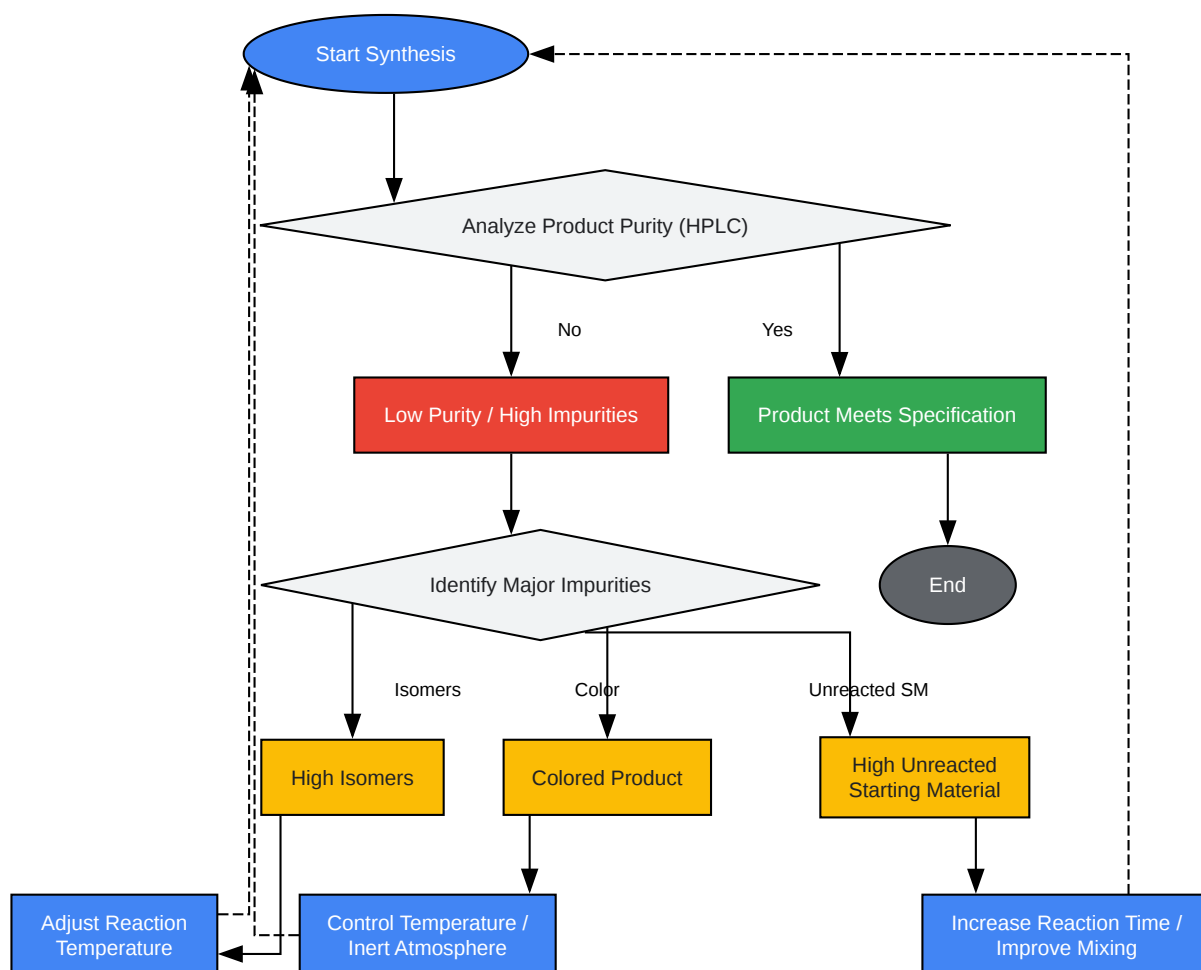 Start Synthesis
Analyze Product Purity (HPLC)
No
Yes
Low Purity / High Impurities
Product Meets Specification
Identify Major Impurities
End
Isomers
Color
Unreacted SM
High Isomers
Colored Product
High Unreacted
Starting Material
Adjust Reaction
Temperature
Control Temperature /
Inert Atmosphere
Increase Reaction Time /
Improve Mixing